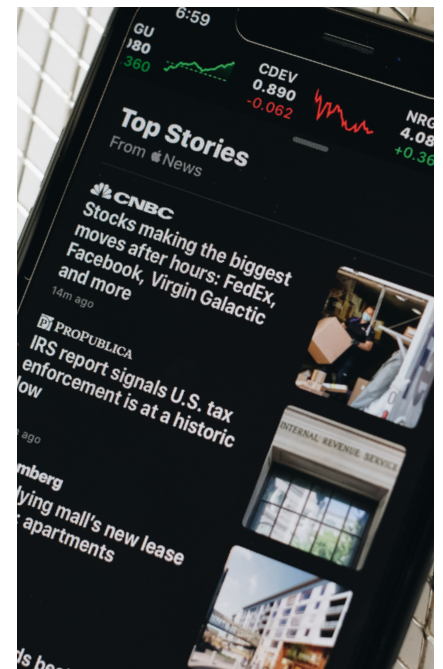 6:59
GU
980
360
CDEV
0.890
-0.062
NRG
4.08
+0.36
Top Stories
From News
CNBC
Stocks making the biggest
moves after hours: FedEx,
Facebook, Virgin Galactic
and more
14m ago
PROPUBLICA
IRS report signals U.S. tax
enforcement is at a historic
low
ago
INTERNAL REVENUE SERVICE
mberg
lying mall's new lease
apartments